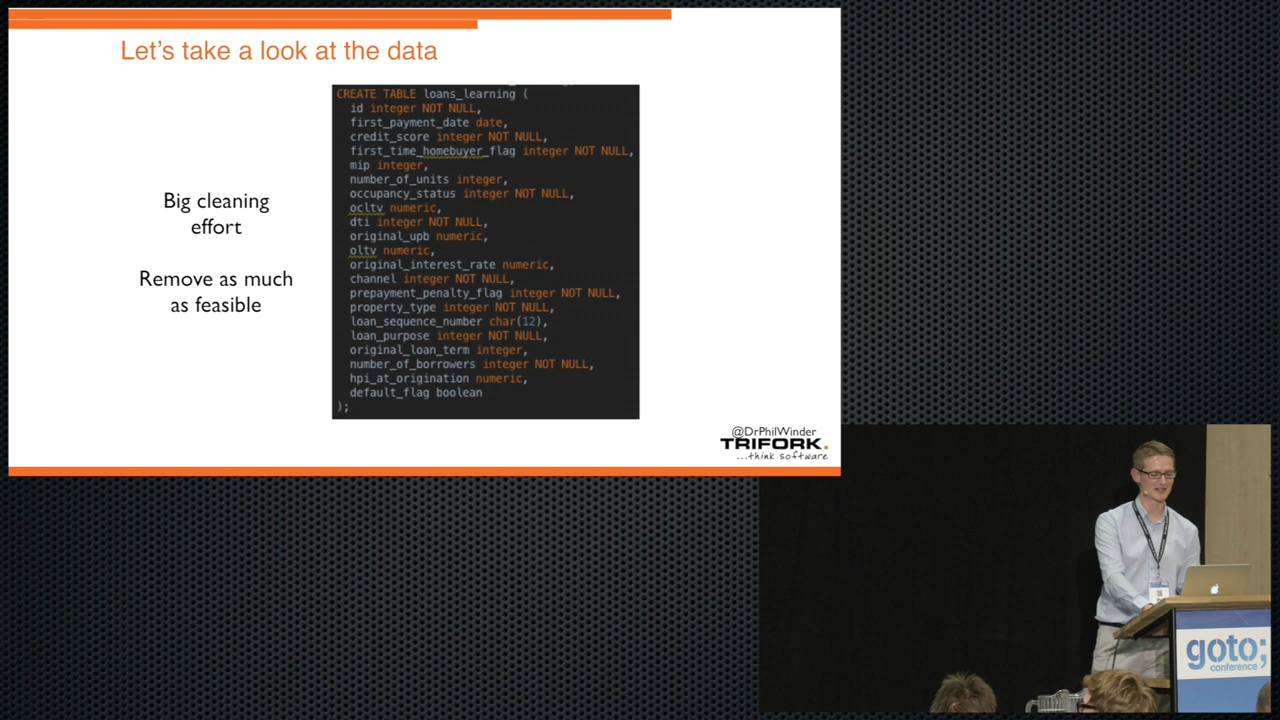 Let's take a look at the data
Big cleaning
effort
Remove as much
as feasible
CREATE TABLE loans_learning (
id integer NOT NULL,
first_payment_date date,
credit_score integer NOT NULL,
first_time_homebuyer_flag integer NOT NULL,
mip integer,
number_of_units integer,
occupancy_status integer NOT NULL,
ocltv numeric,
dti integer NOT NULL,
original_upb numeric,
oltv numeric,
original_interest_rate numeric,
channel integer NOT NULL,
prepayment_penalty_flag integer NOT NULL,
property_type integer NOT NULL,
loan_sequence_number char(12),
loan_purpose integer NOT NULL,
original_loan_term integer,
number_of_borrowers integer NOT NULL,
hpi_at_origination numeric,
default_flag boolean
);
@DrPhilWinder
TRIFORK.
...think software
goto;
conference